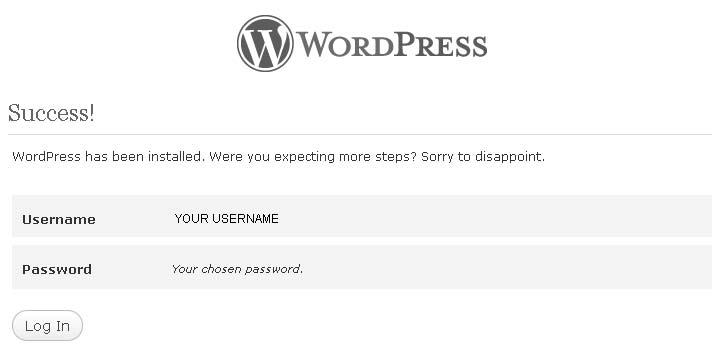 WORDPRESS
Success!
WordPress has been installed. Were you expecting more steps? Sorry to disappoint.
Username YOUR USERNAME
Password Your chosen password.
Log In